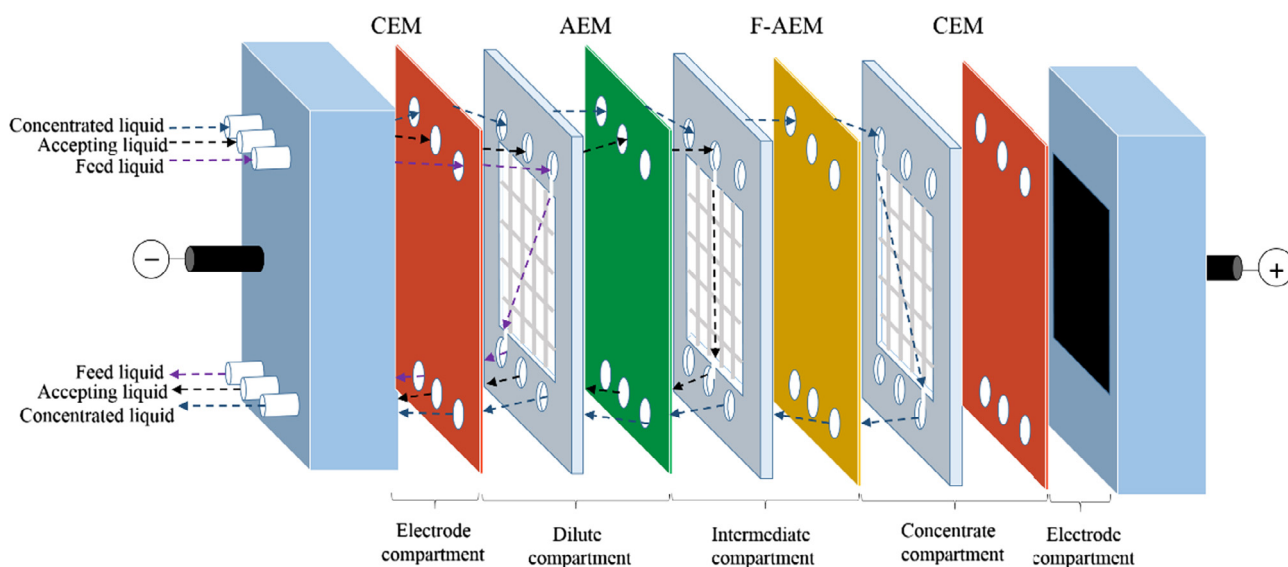 CEM
AEM
F-AEM
CEM
Concentrated liquid
Accepting liquid
Feed liquid
−
+
Feed liquid
Accepting liquid
Concentrated liquid
Electrode
compartment
Dilute
compartment
Intermediate
compartment
Concentrate
compartment
Electrode
compartment